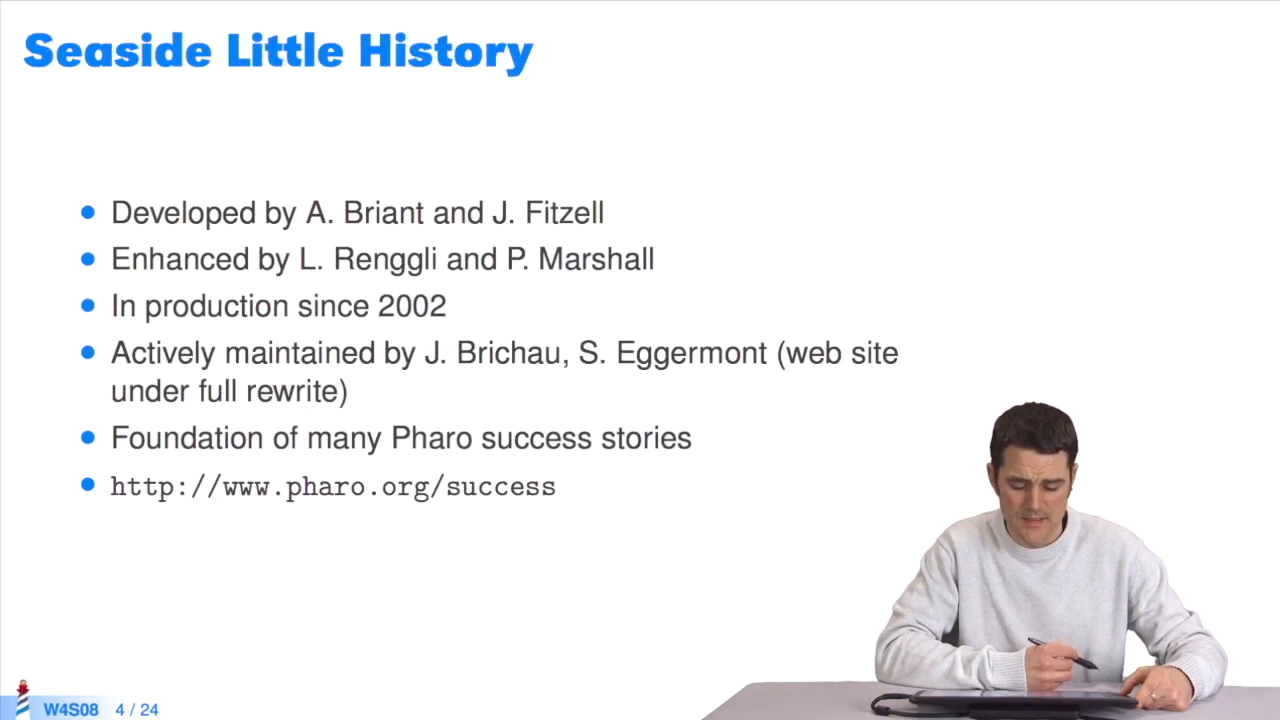 Seaside Little History
Developed by A. Briant and J. Fitzell
Enhanced by L. Renggli and P. Marshall
In production since 2002
Actively maintained by J. Brichau, S. Eggermont (web site
under full rewrite)
Foundation of many Pharo success stories
http://www.pharo.org/success
W4S08 4 / 24